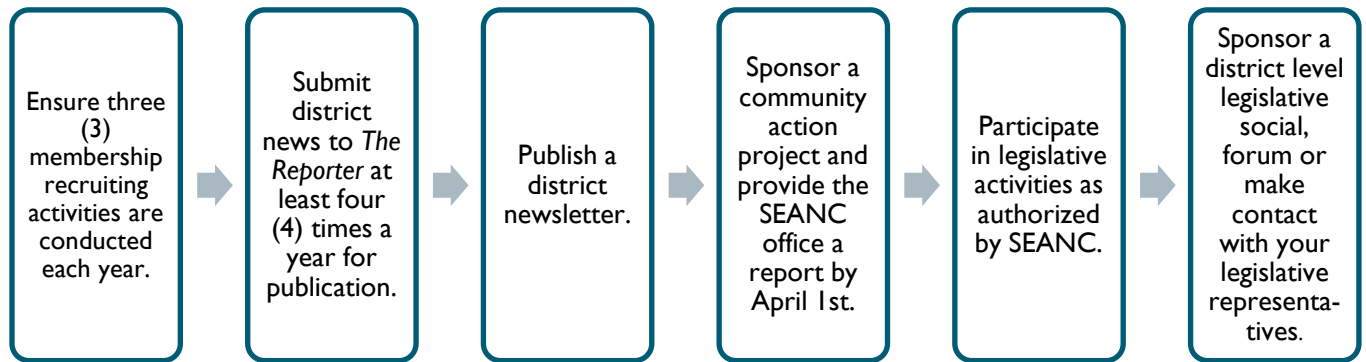 Ensure three
(3)
membership
recruiting
activities are
conducted
each year.
Submit
district
news to The
Reporter at
least four
(4) times a
year for
publication.
Publish a
district
newsletter.
Sponsor a
community
action
project and
provide the
SEANC
office a
report by
April 1st.
Participate
in legislative
activities as
authorized
by SEANC.
Sponsor a
district level
legislative
social,
forum or
make
contact
with your
legislative
representa-
tives.